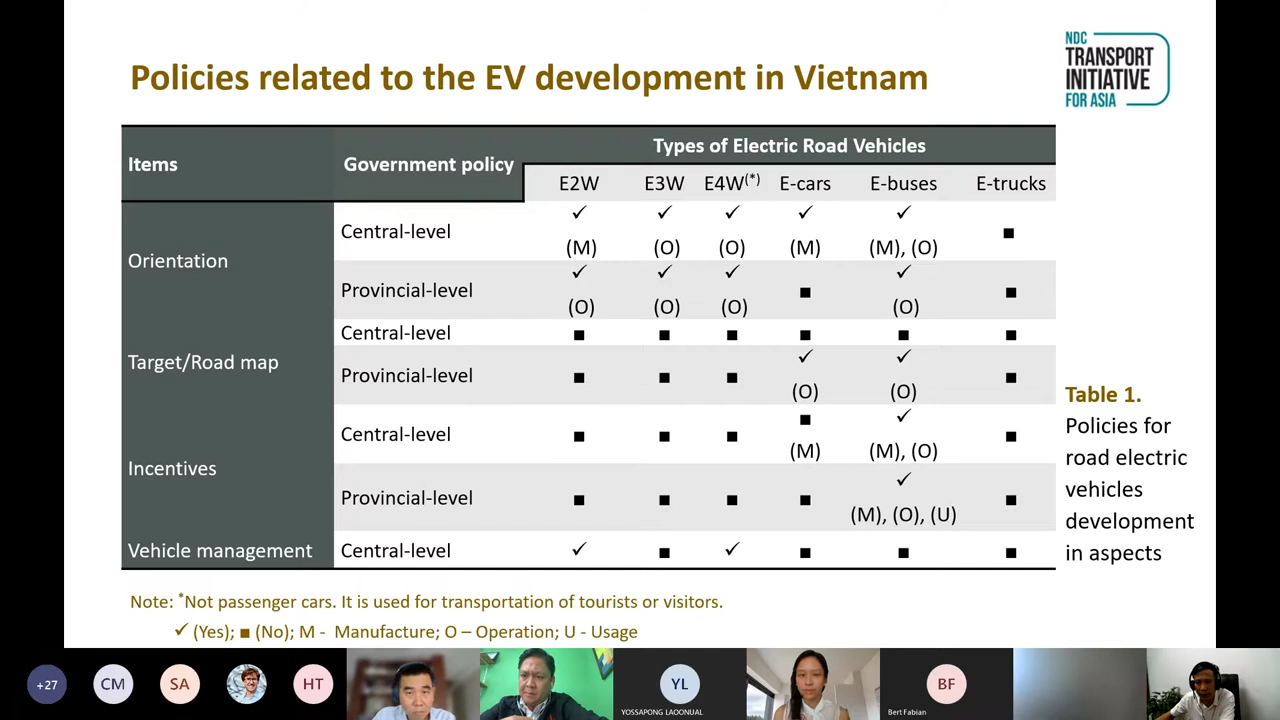 Policies related to the EV development in Vietnam
NDC
TRANSPORT
INITIATIVE
FOR ASIA
Items Government policy Types of Electric Road Vehicles
E2W E3W E4W(*) E-cars E-buses E-trucks
Orientation
Central-level ✓ ✓ ✓ ✓ ✓ ■
(M) (O) (O) (M) (M), (O)
Provincial-level ✓ ✓ ✓ ■ ✓ ■
(O) (O) (O) (O)
Target/Road map
Central-level ■ ■ ■ ■ ■ ■
Provincial-level ■ ■ ■ ✓ ✓ ■
(O) (O)
Incentives
Central-level ■ ■ ■ ■ ✓ ■
(M) (M), (O)
Provincial-level ■ ■ ■ ■ ✓ ■
(M), (O), (U)
Vehicle management Central-level ✓ ■ ✓ ■ ■ ■
Table 1.
Policies for
road electric
vehicles
development
in aspects
Note: *Not passenger cars. It is used for transportation of tourists or visitors.
✓ (Yes); ■ (No); M - Manufacture; O – Operation; U - Usage
+27 CM SA HT YL BF
YOSSAPONG LAOONUAL
Bert Fabian